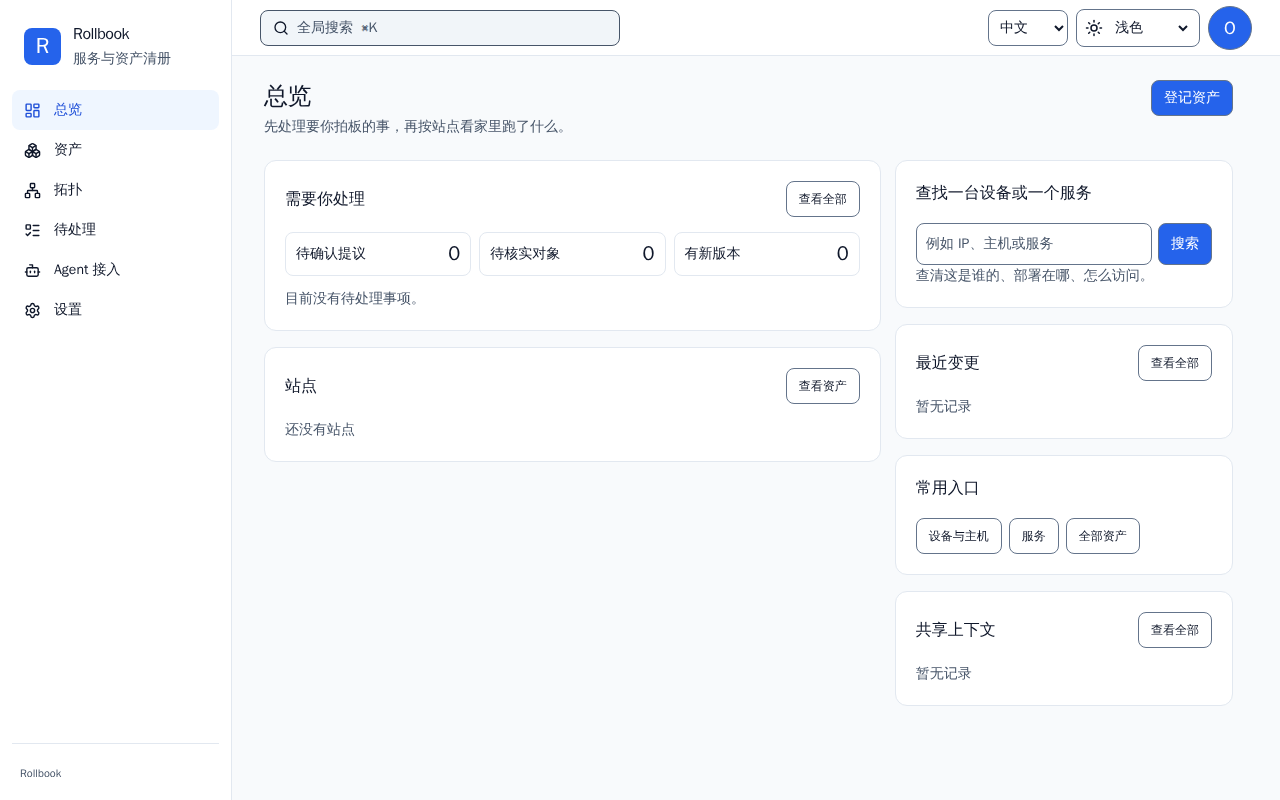 R
Rollbook
服务与资产清册
总览
资产
拓扑
待处理
Agent 接入
设置
Rollbook
全局搜索 ⌘K
中文
浅色
O
总览
先处理要你拍板的事，再按站点看家里跑了什么。
登记资产
需要你处理
查看全部
待确认提议 0
待核实对象 0
有新版本 0
目前没有待处理事项。
站点
查看资产
还没有站点
查找一台设备或一个服务
例如 IP、主机或服务
搜索
查清这是谁的、部署在哪、怎么访问。
最近变更
查看全部
暂无记录
常用入口
设备与主机
服务
全部资产
共享上下文
查看全部
暂无记录